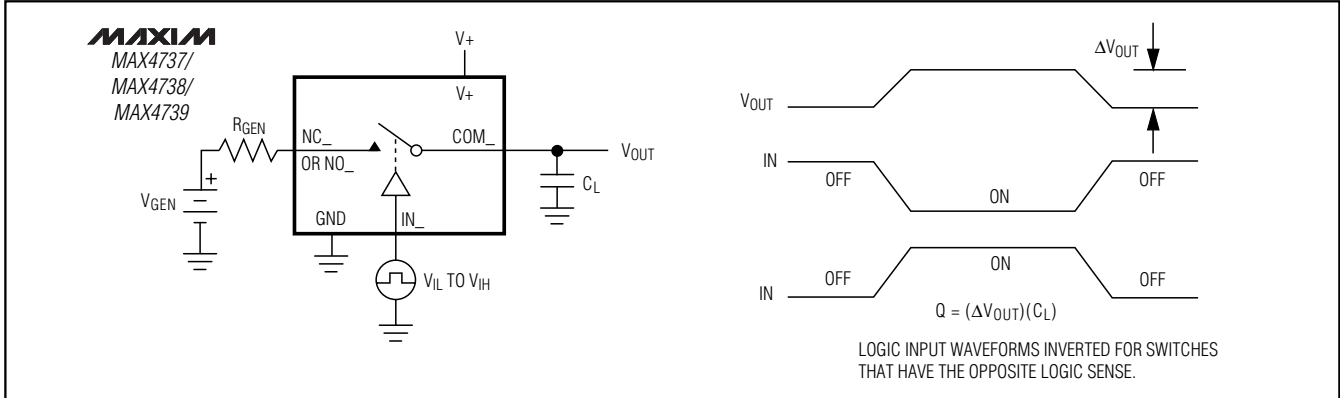 MAXIM
MAX4737/
MAX4738/
MAX4739
V+
V+
RGEN
NC_
OR NO_
COM_
VOUT
CL
+
VGEN
GND
IN_
VIL TO VIH
ΔVOUT
VOUT
IN
OFF
ON
OFF
IN
OFF
ON
OFF
Q = (ΔVOUT)(CL)
LOGIC INPUT WAVEFORMS INVERTED FOR SWITCHES
THAT HAVE THE OPPOSITE LOGIC SENSE.